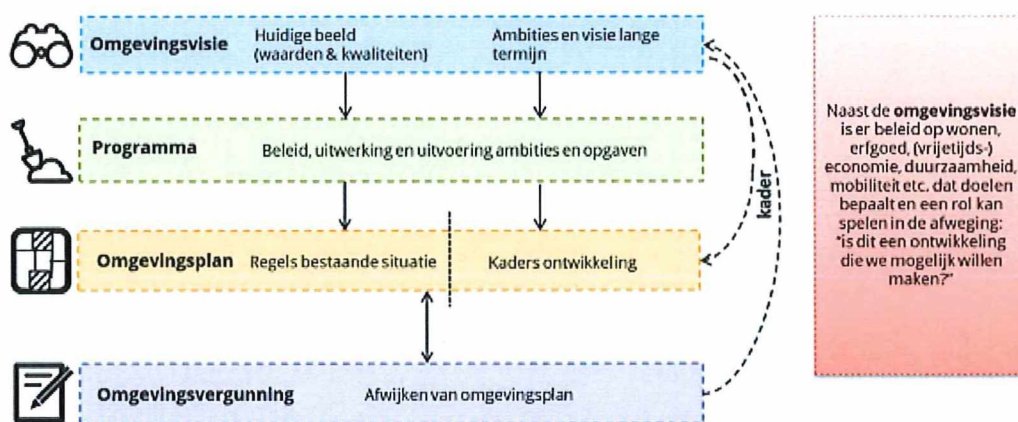 Omgevingsvisie
Huidige beeld
(waarden & kwaliteiten)
Ambities en visie lange
termijn
Programma
Beleid, uitwerking en uitvoering ambities en opgaven
Omgevingsplan
Regels bestaande situatie
Kaders ontwikkeling
Omgevingsvergunning
Afwijken van omgevingsplan
kader
Naast de omgevingsvisie
is er beleid op wonen,
erfgoed, (vrijetijds-)
economie, duurzaamheid,
mobiliteit etc. dat doelen
bepaalt en een rol kan
spelen in de afweging:
"is dit een ontwikkeling
die we mogelijk willen
maken?"